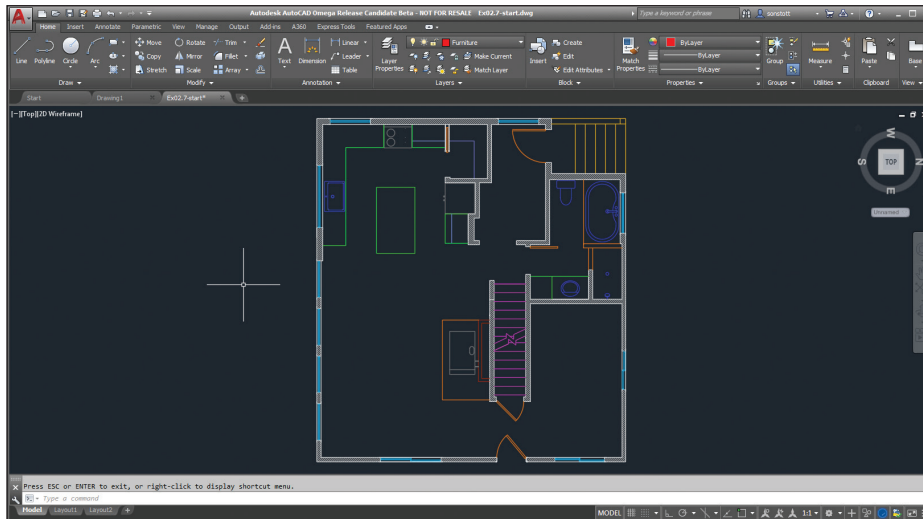 Autodesk AutoCAD Omega Release Candidate Beta - NOT FOR RESALE   Ex02.7-start.dwg
Type a keyword or phrase
sonstott
Home Insert Annotate Parametric View Manage Output Add-ins A360 Express Tools Featured Apps
Move Rotate Trim
Linear
Furniture
Create
ByLayer
Copy Mirror Fillet
Leader
Make Current
Edit
ByLayer
Line Polyline Circle Arc
Stretch Scale Array
Text Dimension
Table
Layer Properties
Match Layer
Insert
Edit Attributes
Match Properties
ByLayer
Group
Measure
Paste
Base
Draw Modify Annotation Layers Block Properties Groups Utilities Clipboard View
Start Drawing1 Ex02.7-start*
[−][Top][2D Wireframe]
W
S TOP N
E
Unnamed
Press ESC or ENTER to exit, or right-click to display shortcut menu.
Type a command
Model Layout1 Layout2 +
MODEL 1:1